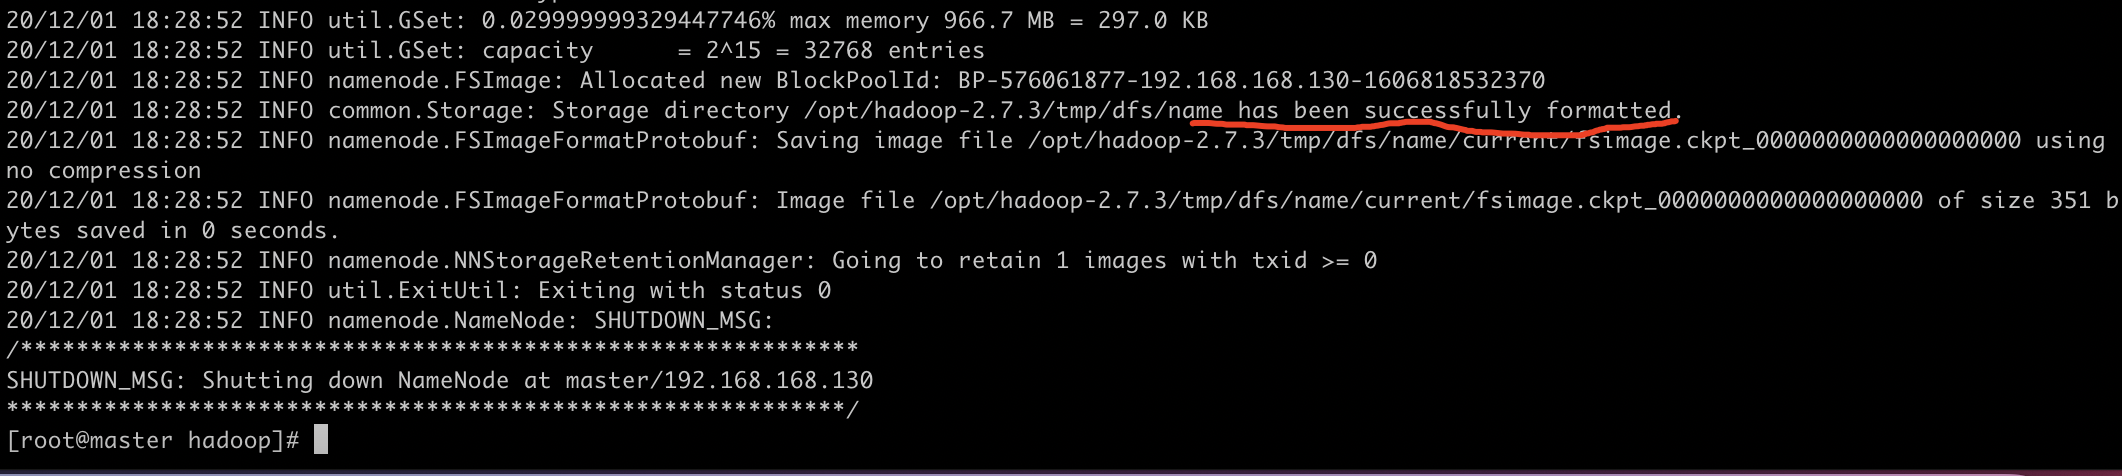 20/12/01 18:28:52 INFO util.GSet: 0.029999999329447746% max memory 966.7 MB = 297.0 KB
20/12/01 18:28:52 INFO util.GSet: capacity      = 2^15 = 32768 entries
20/12/01 18:28:52 INFO namenode.FSImage: Allocated new BlockPoolId: BP-576061877-192.168.168.130-1606818532370
20/12/01 18:28:52 INFO common.Storage: Storage directory /opt/hadoop-2.7.3/tmp/dfs/name has been successfully formatted.
20/12/01 18:28:52 INFO namenode.FSImageFormatProtobuf: Saving image file /opt/hadoop-2.7.3/tmp/dfs/name/current/fsimage.ckpt_0000000000000000000 using
no compression
20/12/01 18:28:52 INFO namenode.FSImageFormatProtobuf: Image file /opt/hadoop-2.7.3/tmp/dfs/name/current/fsimage.ckpt_0000000000000000000 of size 351 b
ytes saved in 0 seconds.
20/12/01 18:28:52 INFO namenode.NNStorageRetentionManager: Going to retain 1 images with txid >= 0
20/12/01 18:28:52 INFO util.ExitUtil: Exiting with status 0
20/12/01 18:28:52 INFO namenode.NameNode: SHUTDOWN_MSG:
/************************************************************
SHUTDOWN_MSG: Shutting down NameNode at master/192.168.168.130
************************************************************/
[root@master hadoop]#